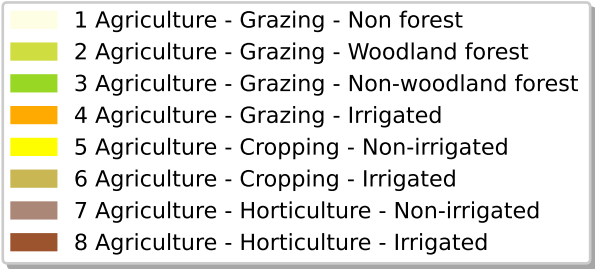 1 Agriculture - Grazing - Non forest
2 Agriculture - Grazing - Woodland forest
3 Agriculture - Grazing - Non-woodland forest
4 Agriculture - Grazing - Irrigated
5 Agriculture - Cropping - Non-irrigated
6 Agriculture - Cropping - Irrigated
7 Agriculture - Horticulture - Non-irrigated
8 Agriculture - Horticulture - Irrigated